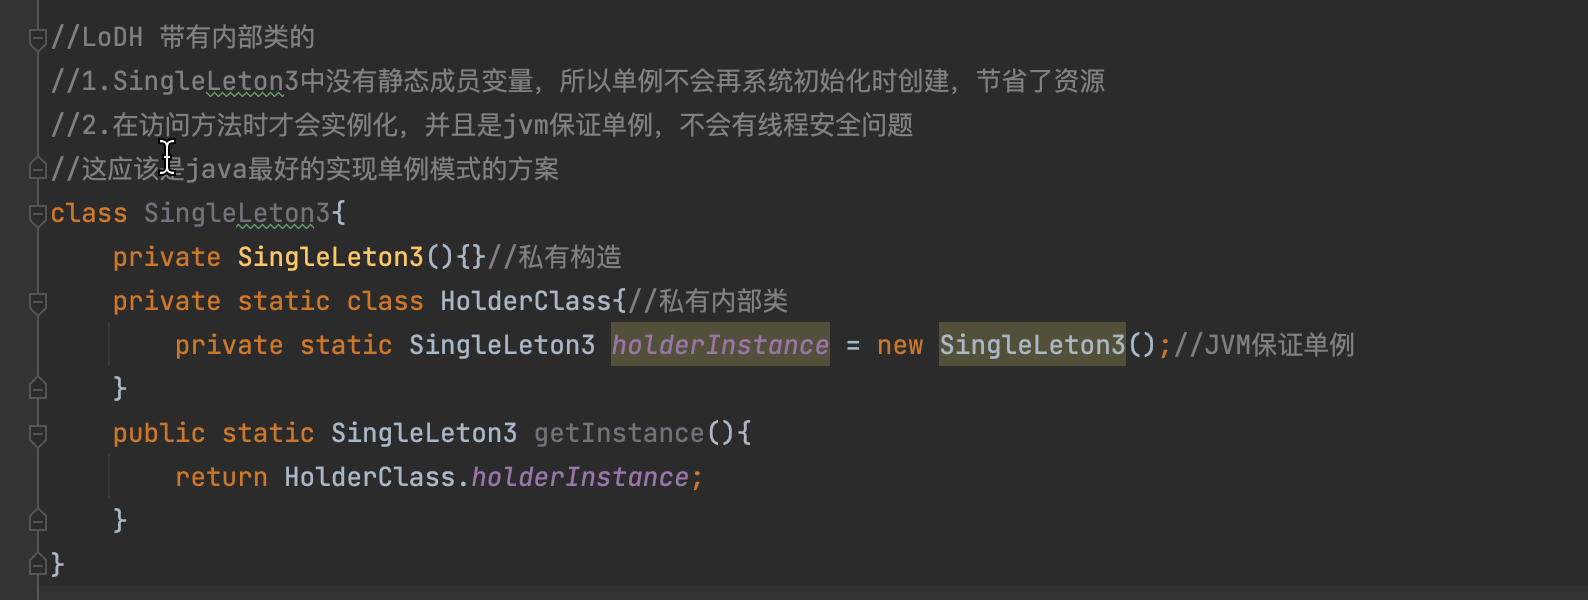 //LoDH 带有内部类的
//1.SingleLeton3中没有静态成员变量，所以单例不会再系统初始化时创建，节省了资源
//2.在访问方法时才会实例化，并且是jvm保证单例，不会有线程安全问题
//这应该是java最好的实现单例模式的方案
class SingleLeton3{
    private SingleLeton3(){}//私有构造
    private static class HolderClass{//私有内部类
        private static SingleLeton3 holderInstance = new SingleLeton3();//JVM保证单例
    }
    public static SingleLeton3 getInstance(){
        return HolderClass.holderInstance;
    }
}